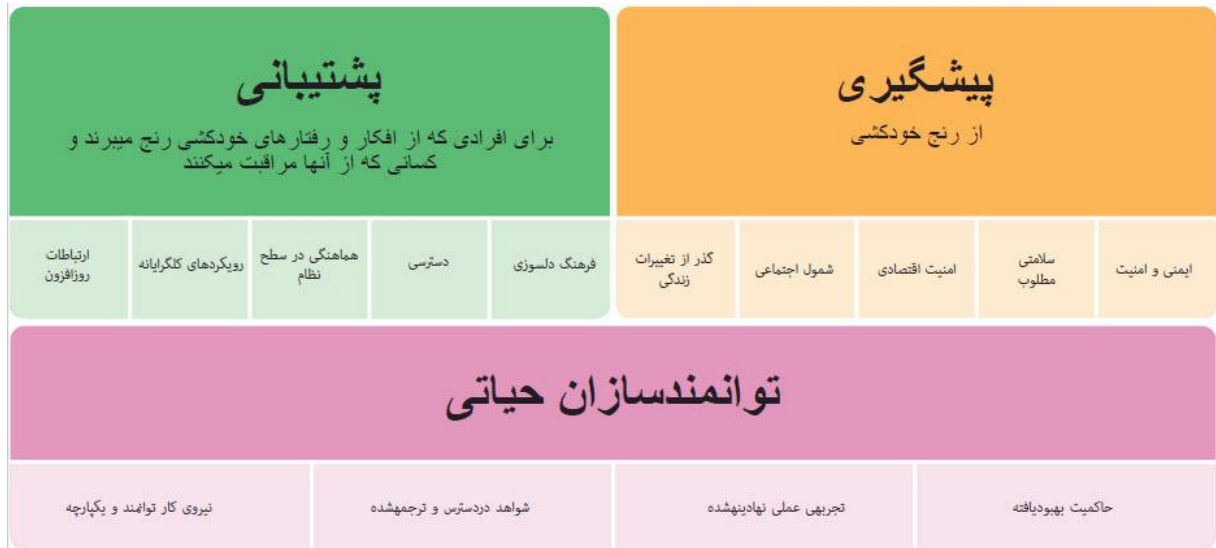 پیشگیری
از رنج خودکشی
ایمنی و امنیت
سلامتی
مطلوب
امنیت اقتصادی
شمول اجتماعی
گذر از تغییرات
زندگی
پشتیبانی
برای افرادی که از افکار و رفتارهای خودکشی رنج میبرند و
کسانی که از آنها مراقبت میکنند
فرهنگ دلسوزی
دسترسی
هماهنگی در سطح
نظام
رویکردهای کلگرایانه
ارتباطات
روزافزون
توانمندسازان حیاتی
حاکمیت بهبودیافته
تجربهی عملی نهادینهشده
شواهد دردسترس و ترجمهشده
نیروی کار توانمند و یکپارچه